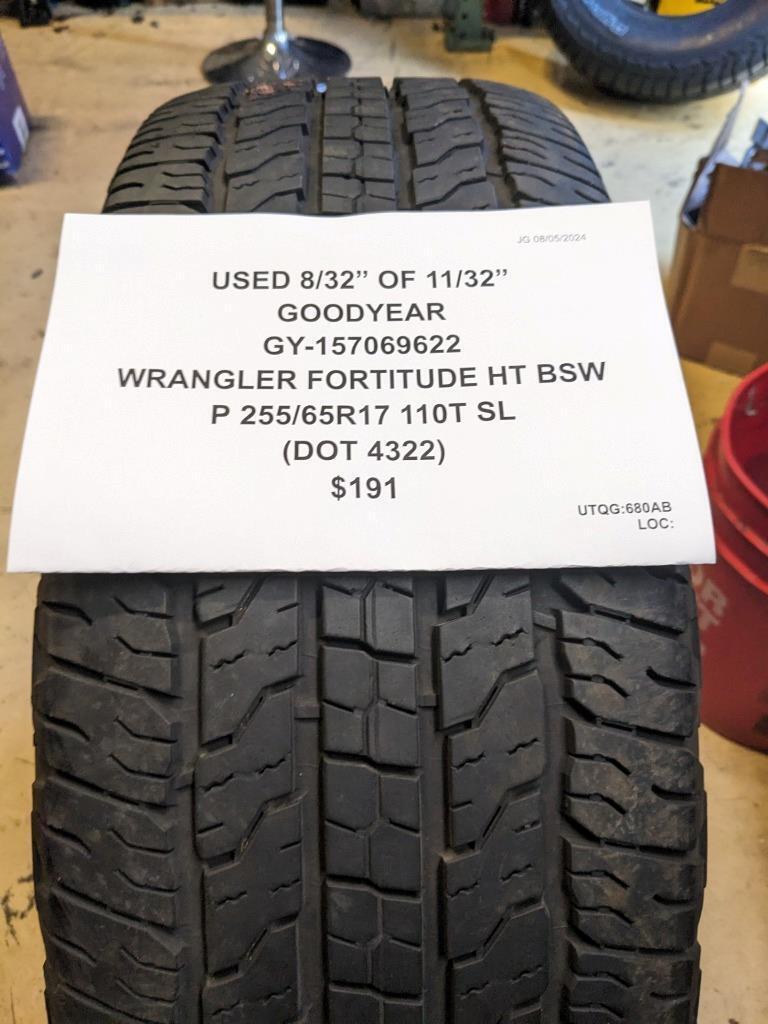 JG 08/05/2024
USED 8/32” OF 11/32”
GOODYEAR
GY-157069622
WRANGLER FORTITUDE HT BSW
P 255/65R17 110T SL
(DOT 4322)
$191
UTQG:680AB
LOC: